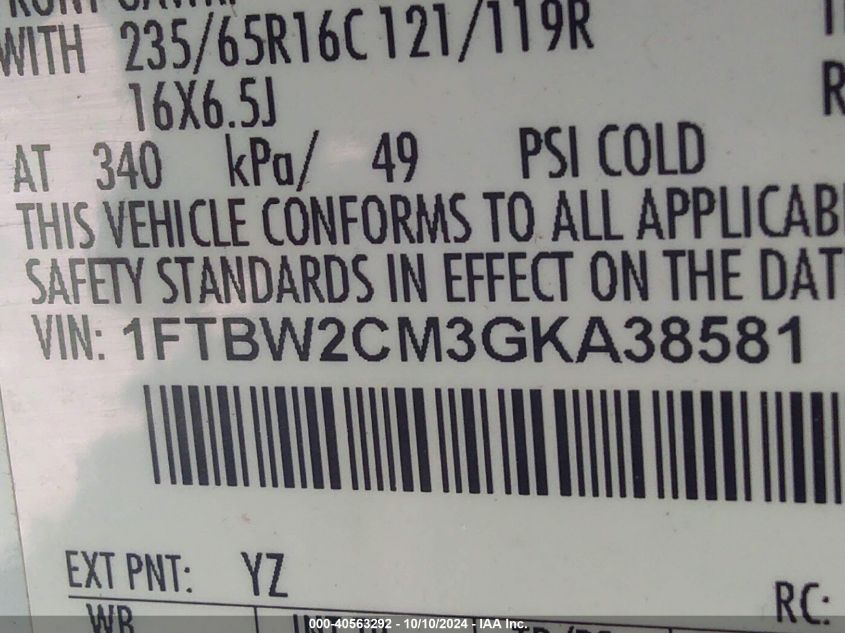 WITH 235/65R16C 121/119R
16X6.5J R
AT 340 kPa/ 49 PSI COLD
THIS VEHICLE CONFORMS TO ALL APPLICABL
SAFETY STANDARDS IN EFFECT ON THE DAT
VIN: 1FTBW2CM3GKA38581
EXT PNT: YZ
RC:
WB
000-40563292 - 10/10/2024 - IAA Inc.